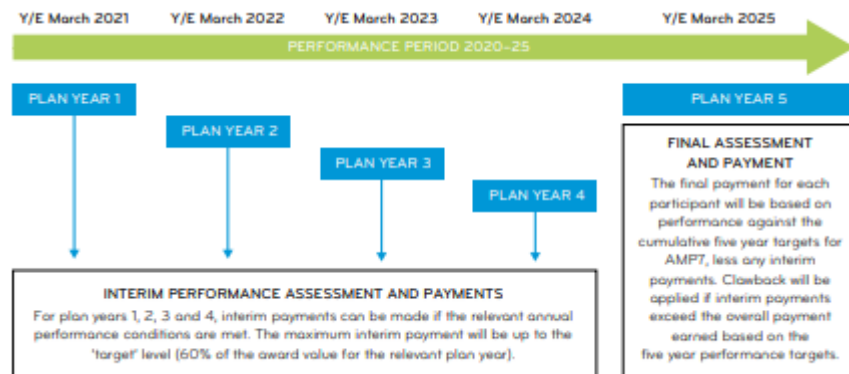 Y/E March 2021 Y/E March 2022 Y/E March 2023 Y/E March 2024 Y/E March 2025
PERFORMANCE PERIOD 2020–25
PLAN YEAR 1
PLAN YEAR 2
PLAN YEAR 3
PLAN YEAR 4
INTERIM PERFORMANCE ASSESSMENT AND PAYMENTS
For plan years 1, 2, 3 and 4, interim payments can be made if the relevant annual
performance conditions are met. The maximum interim payment will be up to the
'target' level (60% of the award value for the relevant plan year).
PLAN YEAR 5
FINAL ASSESSMENT
AND PAYMENT
The final payment for each
participant will be based on
performance against the
cumulative five year targets for
AMP7, less any interim
payments. Clawback will be
applied if interim payments
exceed the overall payment
earned based on the
five year performance targets.